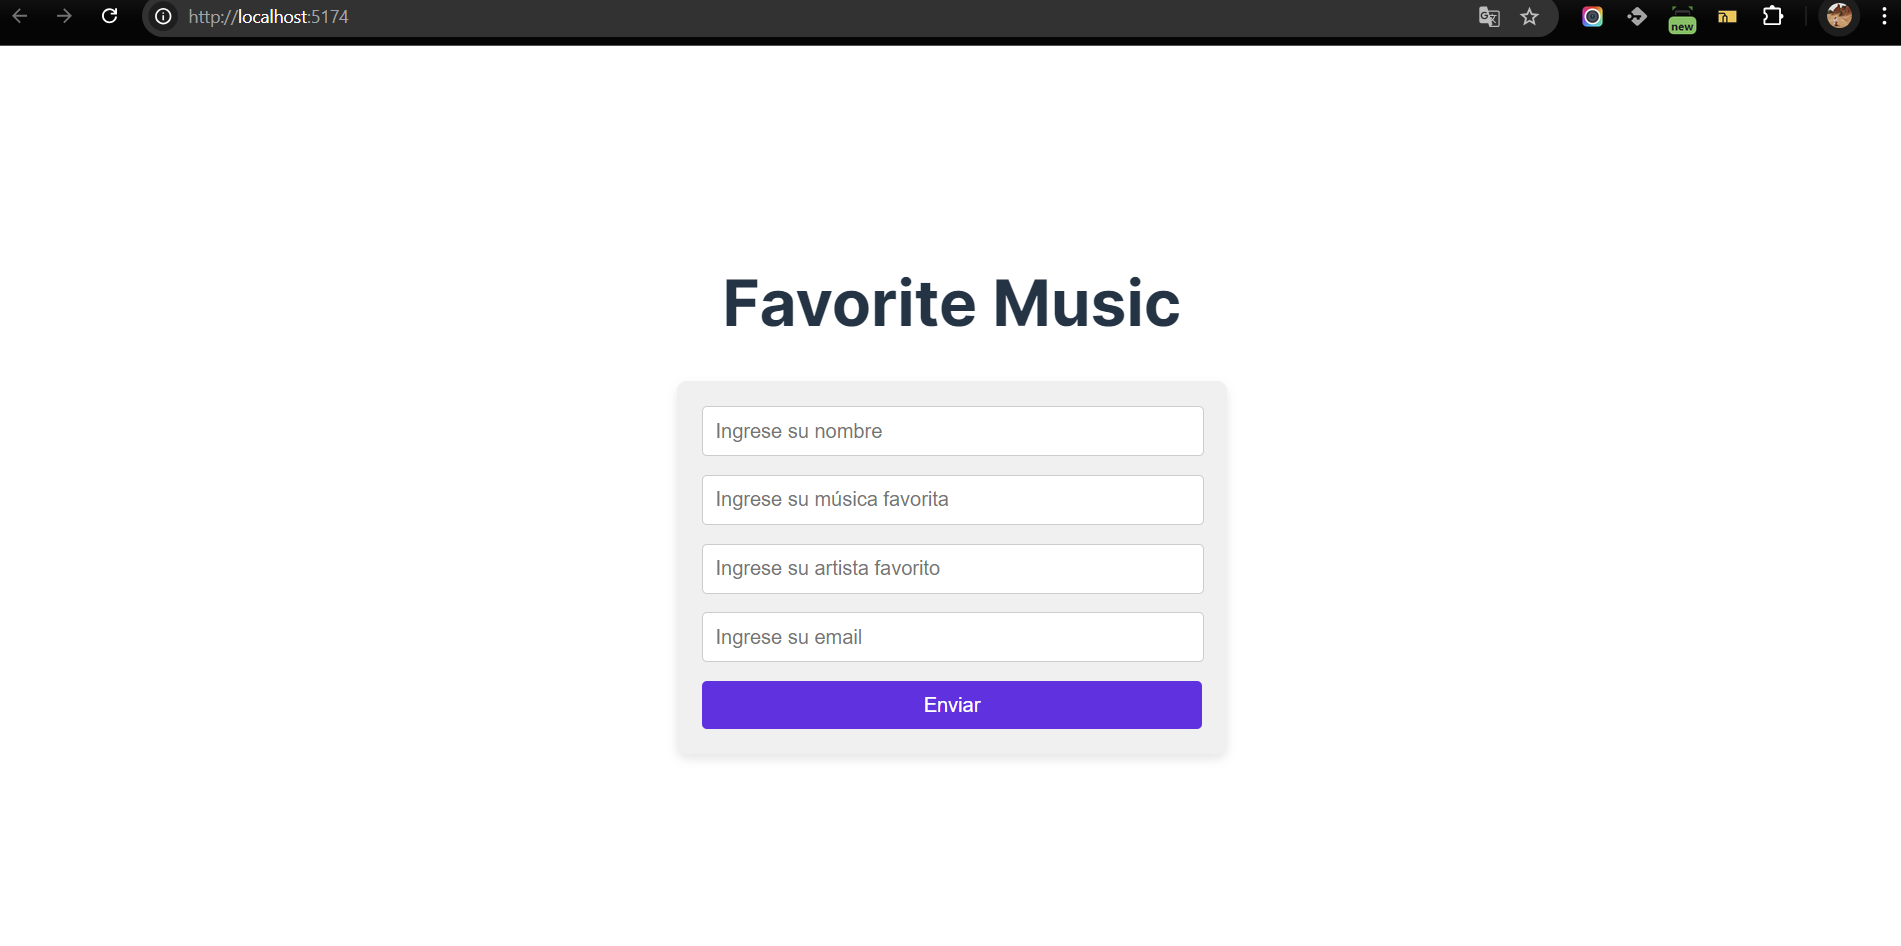 http://localhost:5174
new
Favorite Music
Ingrese su nombre
Ingrese su música favorita
Ingrese su artista favorito
Ingrese su email
Enviar